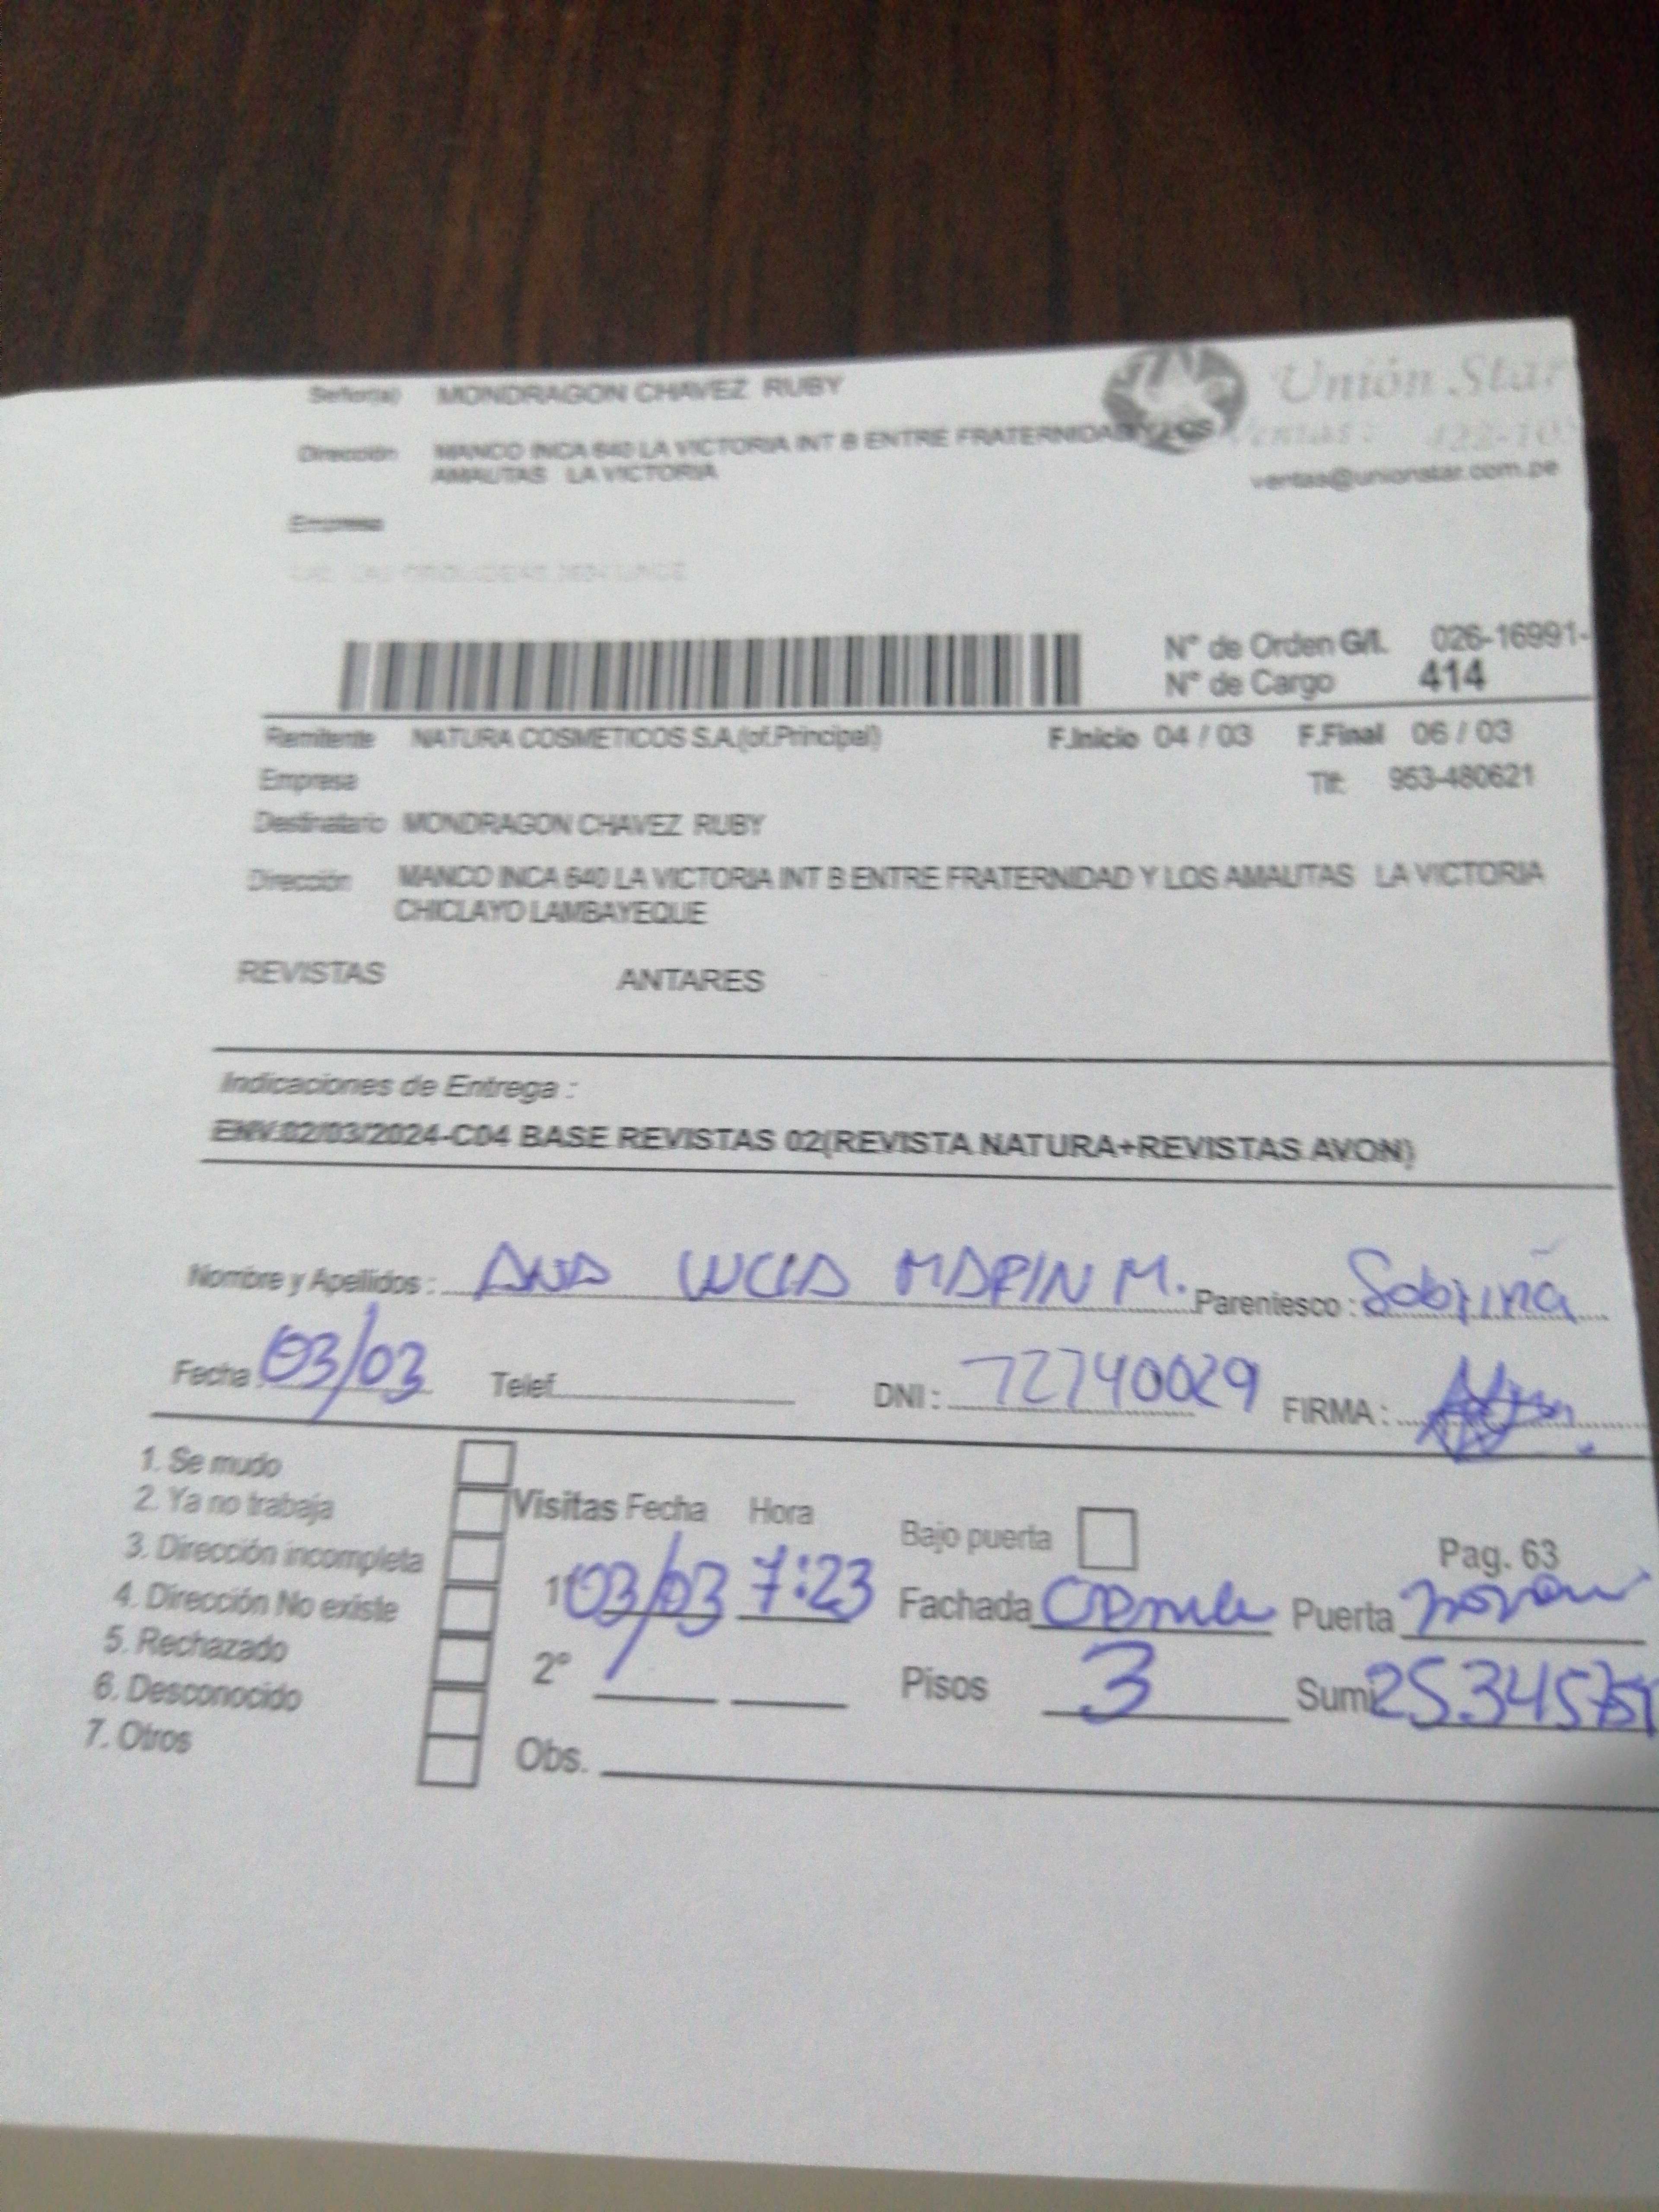 Señor(a) MONDRAGON CHAVEZ RUBY
Unión Star
Dirección MANCO INCA 640 LA VICTORIA INT B ENTRE FRATERNIDAD Y LOS
Ventas: 422-10
AMAUTAS LA VICTORIA
ventas@unionstar.com.pe
Empresa
N° de Orden G/I. 026-16991-
N° de Cargo 414
Remitente NATURA COSMETICOS S.A.(of.Principal) F.Inicio 04 / 03 F.Final 06 / 03
Empresa Tlf: 953-480621
Destinatario MONDRAGON CHAVEZ RUBY
Dirección MANCO INCA 640 LA VICTORIA INT B ENTRE FRATERNIDAD Y LOS AMAUTAS LA VICTORIA
CHICLAYO LAMBAYEQUE
REVISTAS ANTARES
Indicaciones de Entrega :
ENV.02/03/2024-C04 BASE REVISTAS 02(REVISTA NATURA+REVISTAS AVON)
Nombre y Apellidos : ANA LUCIA MARIN M. Parentesco : Sobrina
Fecha 03/03 Telef. DNI : 72740029 FIRMA :
1. Se mudo
2. Ya no trabaja
3. Dirección incompleta
4. Dirección No existe
5. Rechazado
6. Desconocido
7. Otros
Visitas Fecha Hora Bajo puerta Pag. 63
1° 03/03 7:23 Fachada Crema Puerta marron
2° Pisos 3 Sumi
Obs.